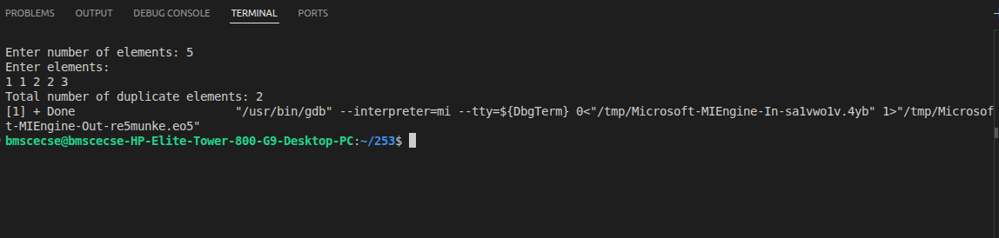 PROBLEMS OUTPUT DEBUG CONSOLE TERMINAL PORTS
Enter number of elements: 5
Enter elements:
1 1 2 2 3
Total number of duplicate elements: 2
[1] + Done                       "/usr/bin/gdb" --interpreter=mi --tty=${DbgTerm} 0<"/tmp/Microsoft-MIEngine-In-sa1vwo1v.4yb" 1>"/tmp/Microsof
t-MIEngine-Out-re5munke.eo5"
bmscecse@bmscecse-HP-Elite-Tower-800-G9-Desktop-PC:~/253$